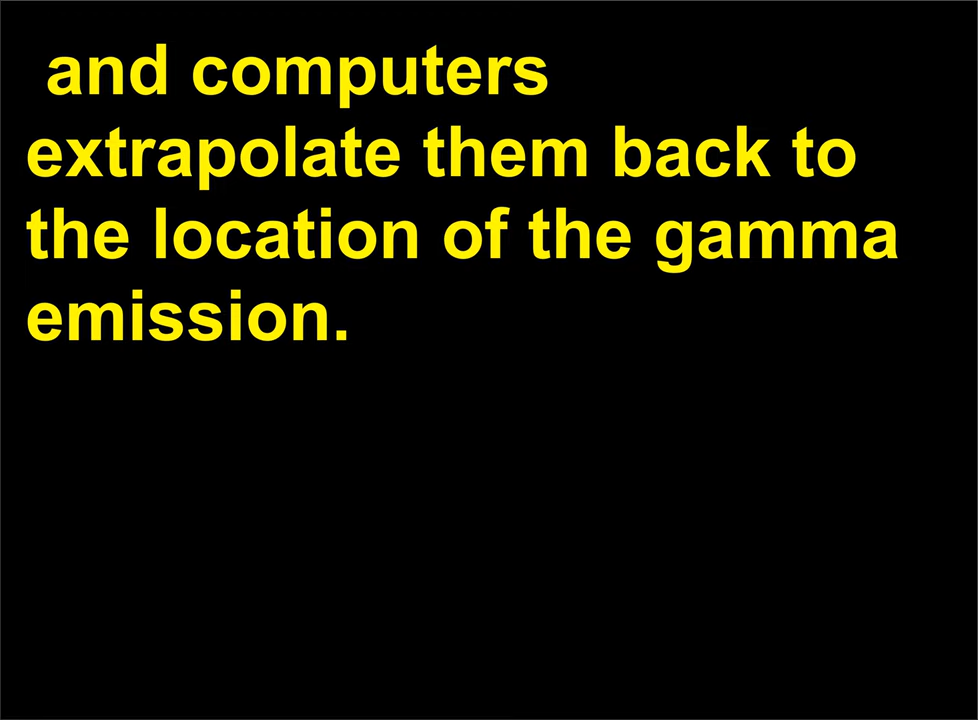 and computers
extrapolate them back to
the location of the gamma
emission.